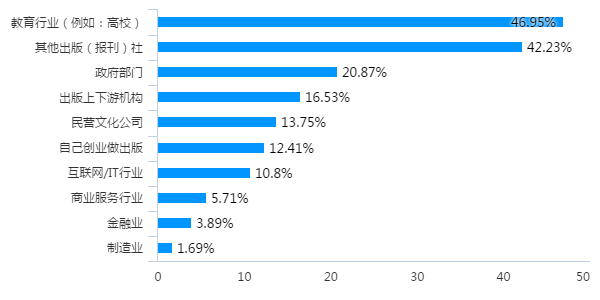 教育行业（例如：高校）
46.95%
其他出版（报刊）社
42.23%
政府部门
20.87%
出版上下游机构
16.53%
民营文化公司
13.75%
自己创业做出版
12.41%
互联网/IT行业
10.8%
商业服务行业
5.71%
金融业
3.89%
制造业
1.69%
0 10 20 30 40 50